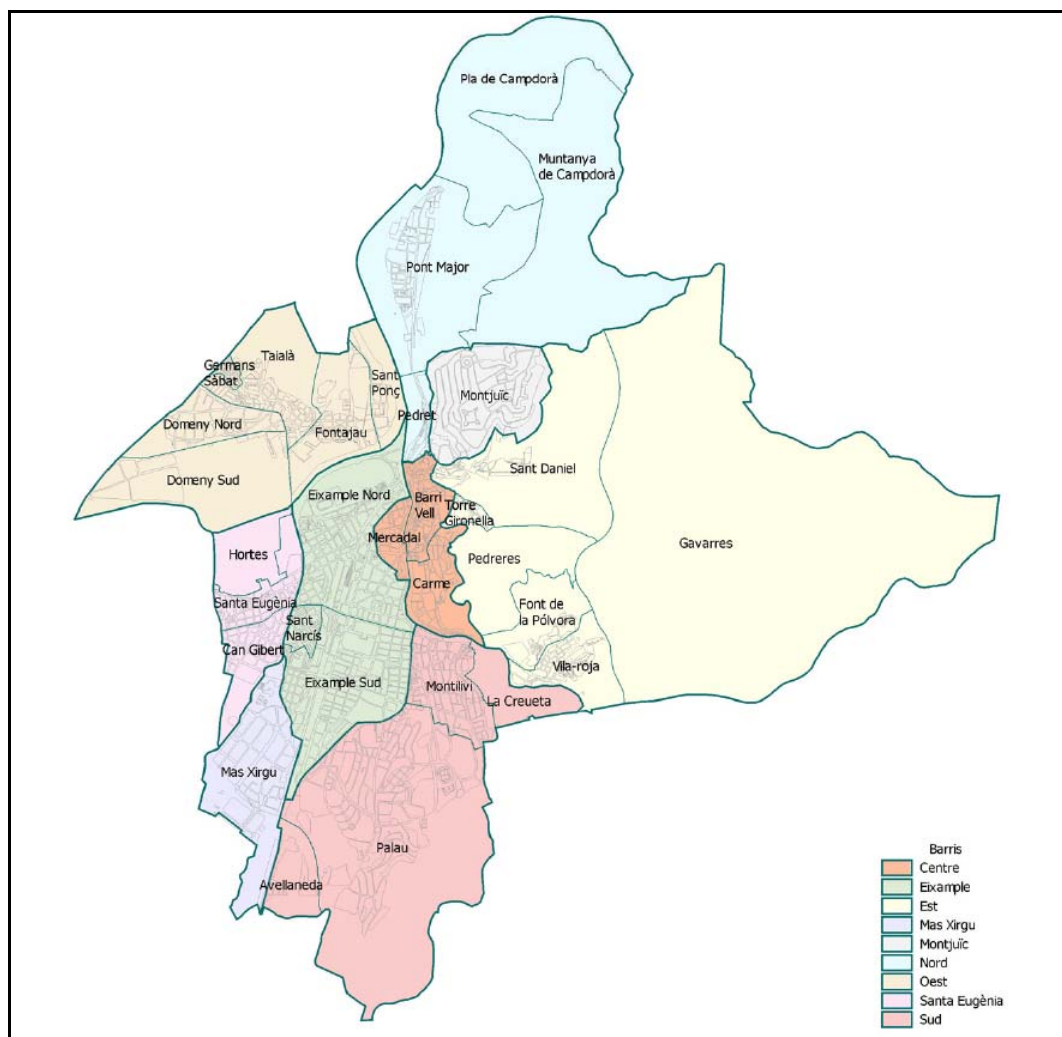 Pla de Campdorà
Muntanya
de Campdorà
Pont Major
Taialà
Germans
Sàbat
Sant
Ponç
Montjuïc
Pedret
Domeny Nord
Fontajau
Sant Daniel
Domeny Sud
Eixample Nord
Barri
Vell
Torre
Gironella
Mercadal
Gavarres
Hortes
Pedreres
Carme
Santa Eugènia
Font de
la Pólvora
Sant
Narcís
Can Gibert
Vila-roja
Eixample Sud
Montilivi
La Creueta
Mas Xirgu
Palau
Avellaneda
Barris
Centre
Eixample
Est
Mas Xirgu
Montjuïc
Nord
Oest
Santa Eugènia
Sud